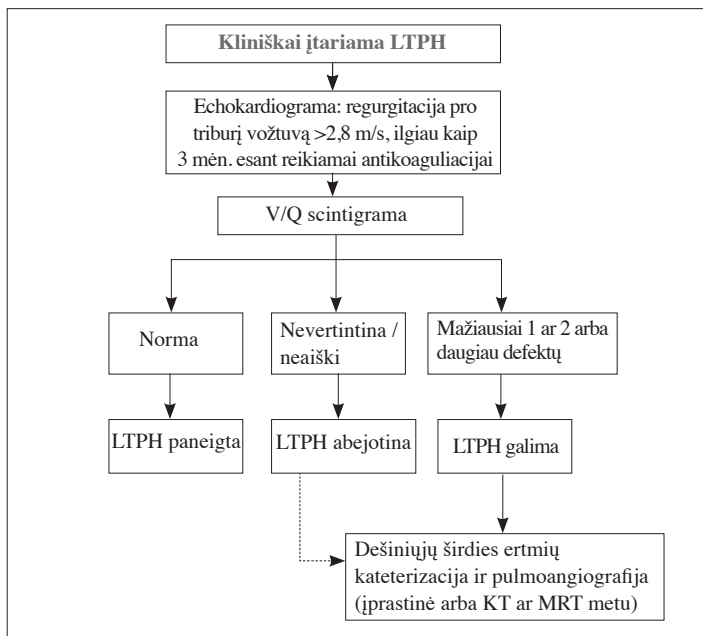 Kliniškai įtariama LTPH
Echokardiograma: regurgitacija pro
triburį vožtuvą >2,8 m/s, ilgiau kaip
3 mėn. esant reikiamai antikoaguliacijai
V/Q scintigrama
Norma
Nevertintina /
neaiški
Mažiausiai 1 ar 2 arba
daugiau defektų
LTPH paneigta
LTPH abejotina
LTPH galima
Dešiniųjų širdies ertmių
kateterizacija ir pulmoangiografija
(įprastinė arba KT ar MRT metu)